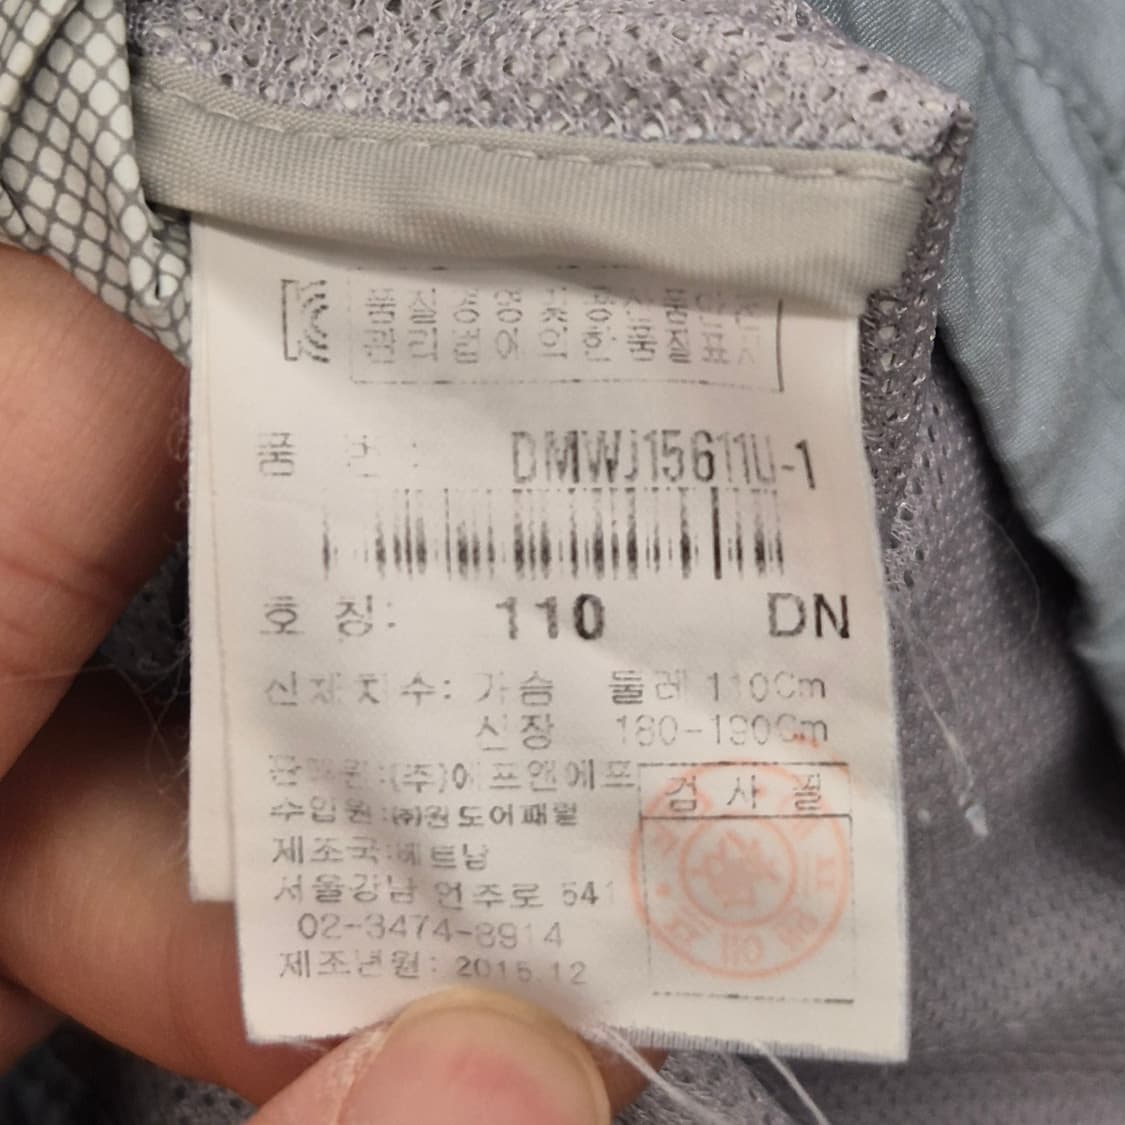 품질경영 및 공산품안전
관리법에 의한 품질표시
품 번 : DMWJ15611U-1
호 칭: 110 DN
신체치수: 가슴 둘레 110Cm
신장 180-190Cm
판매원:(주)에프앤에프
검사필
수입원:㈜원도어패럴
제조국:베트남
서울강남 언주로 541
02-3474-8914
제조년월: 2015.12